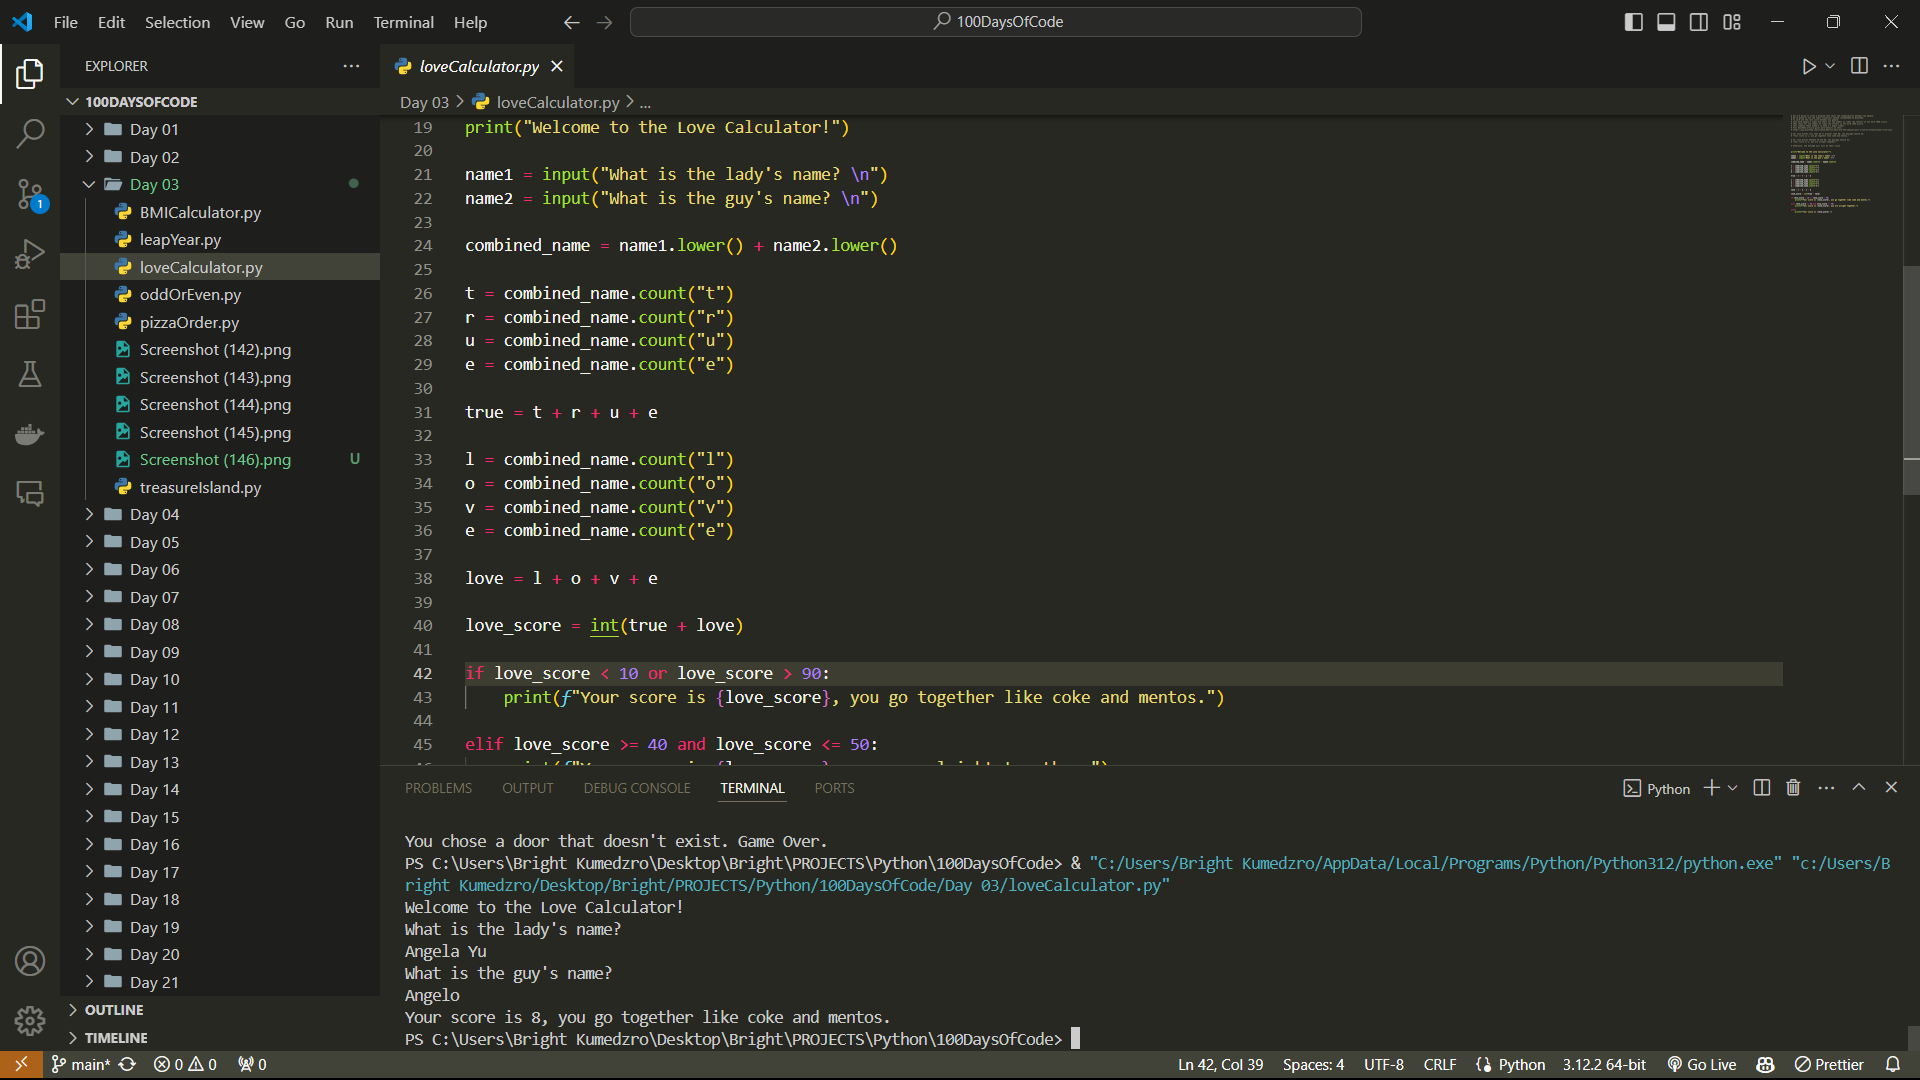 File Edit Selection View Go Run Terminal Help
100DaysOfCode
EXPLORER
loveCalculator.py
100DAYSOFCODE
Day 01
Day 02
Day 03
BMICalculator.py
leapYear.py
loveCalculator.py
oddOrEven.py
pizzaOrder.py
Screenshot (142).png
Screenshot (143).png
Screenshot (144).png
Screenshot (145).png
Screenshot (146).png U
treasureIsland.py
Day 04
Day 05
Day 06
Day 07
Day 08
Day 09
Day 10
Day 11
Day 12
Day 13
Day 14
Day 15
Day 16
Day 17
Day 18
Day 19
Day 20
Day 21
OUTLINE
TIMELINE
1
Day 03 > loveCalculator.py > ...
19 print("Welcome to the Love Calculator!")
20
21 name1 = input("What is the lady's name? \n")
22 name2 = input("What is the guy's name? \n")
23
24 combined_name = name1.lower() + name2.lower()
25
26 t = combined_name.count("t")
27 r = combined_name.count("r")
28 u = combined_name.count("u")
29 e = combined_name.count("e")
30
31 true = t + r + u + e
32
33 l = combined_name.count("l")
34 o = combined_name.count("o")
35 v = combined_name.count("v")
36 e = combined_name.count("e")
37
38 love = l + o + v + e
39
40 love_score = int(true + love)
41
42 if love_score < 10 or love_score > 90:
43 print(f"Your score is {love_score}, you go together like coke and mentos.")
44
45 elif love_score >= 40 and love_score <= 50:
PROBLEMS OUTPUT DEBUG CONSOLE TERMINAL PORTS
Python
You chose a door that doesn't exist. Game Over.
PS C:\Users\Bright Kumedzro\Desktop\Bright\PROJECTS\Python\100DaysOfCode> & "C:/Users/Bright Kumedzro/AppData/Local/Programs/Python/Python312/python.exe" "c:/Users/B
right Kumedzro/Desktop/Bright/PROJECTS/Python/100DaysOfCode/Day 03/loveCalculator.py"
Welcome to the Love Calculator!
What is the lady's name?
Angela Yu
What is the guy's name?
Angelo
Your score is 8, you go together like coke and mentos.
PS C:\Users\Bright Kumedzro\Desktop\Bright\PROJECTS\Python\100DaysOfCode>
main* 0 0 0 Ln 42, Col 39 Spaces: 4 UTF-8 CRLF Python 3.12.2 64-bit Go Live Prettier